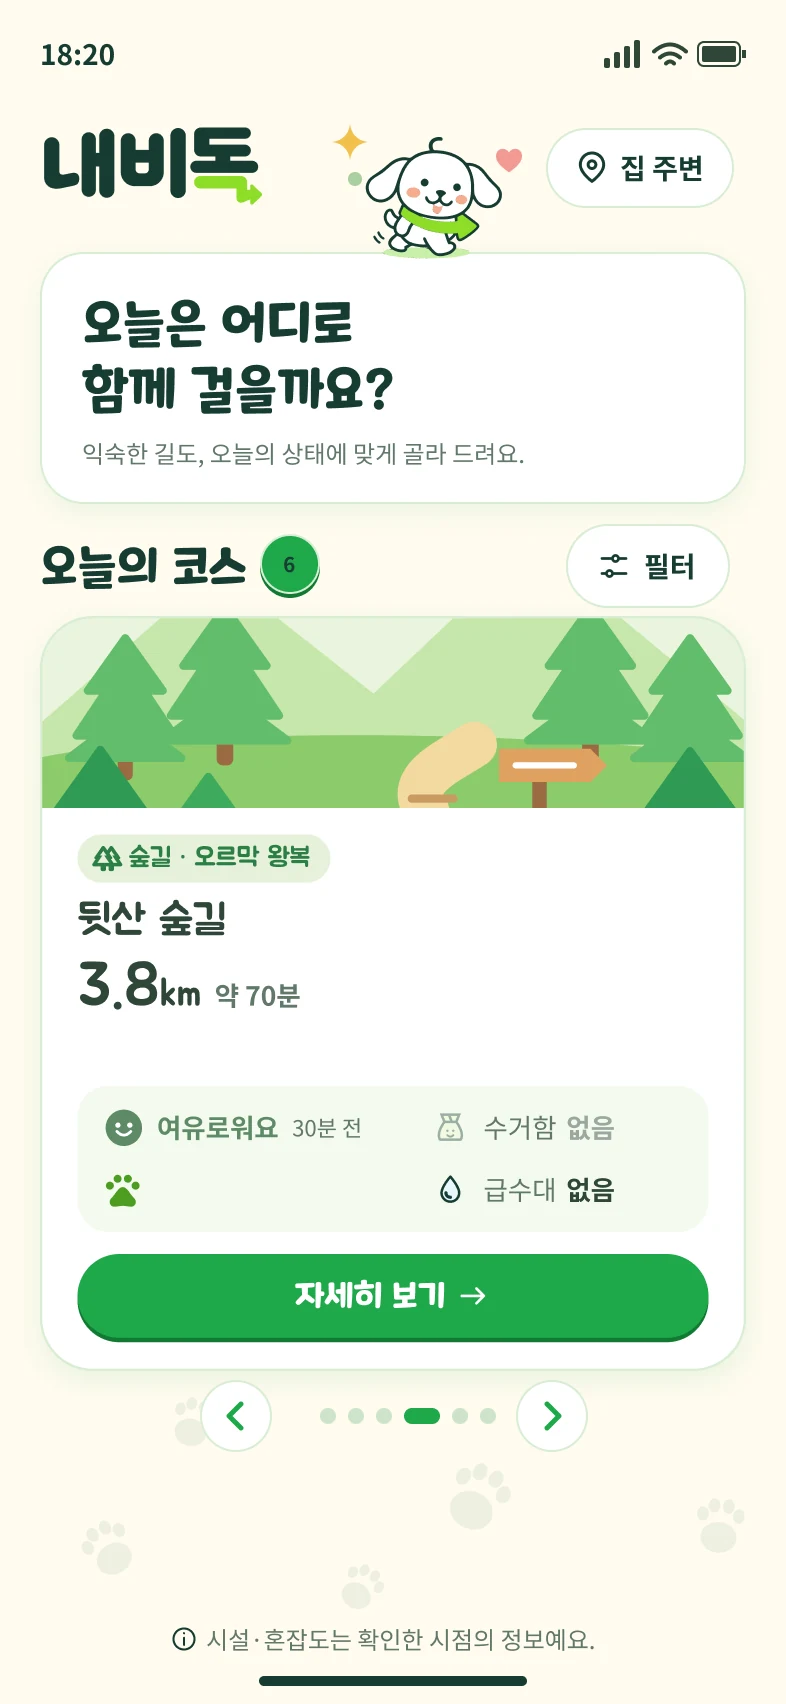 18:20
내비독
집 주변
오늘은 어디로
함께 걸을까요?
익숙한 길도, 오늘의 상태에 맞게 골라 드려요.
오늘의 코스 6
필터
숲길 · 오르막 왕복
뒷산 숲길
3.8km 약 70분
여유로워요 30분 전
수거함 없음
급수대 없음
자세히 보기 →
시설·혼잡도는 확인한 시점의 정보예요.